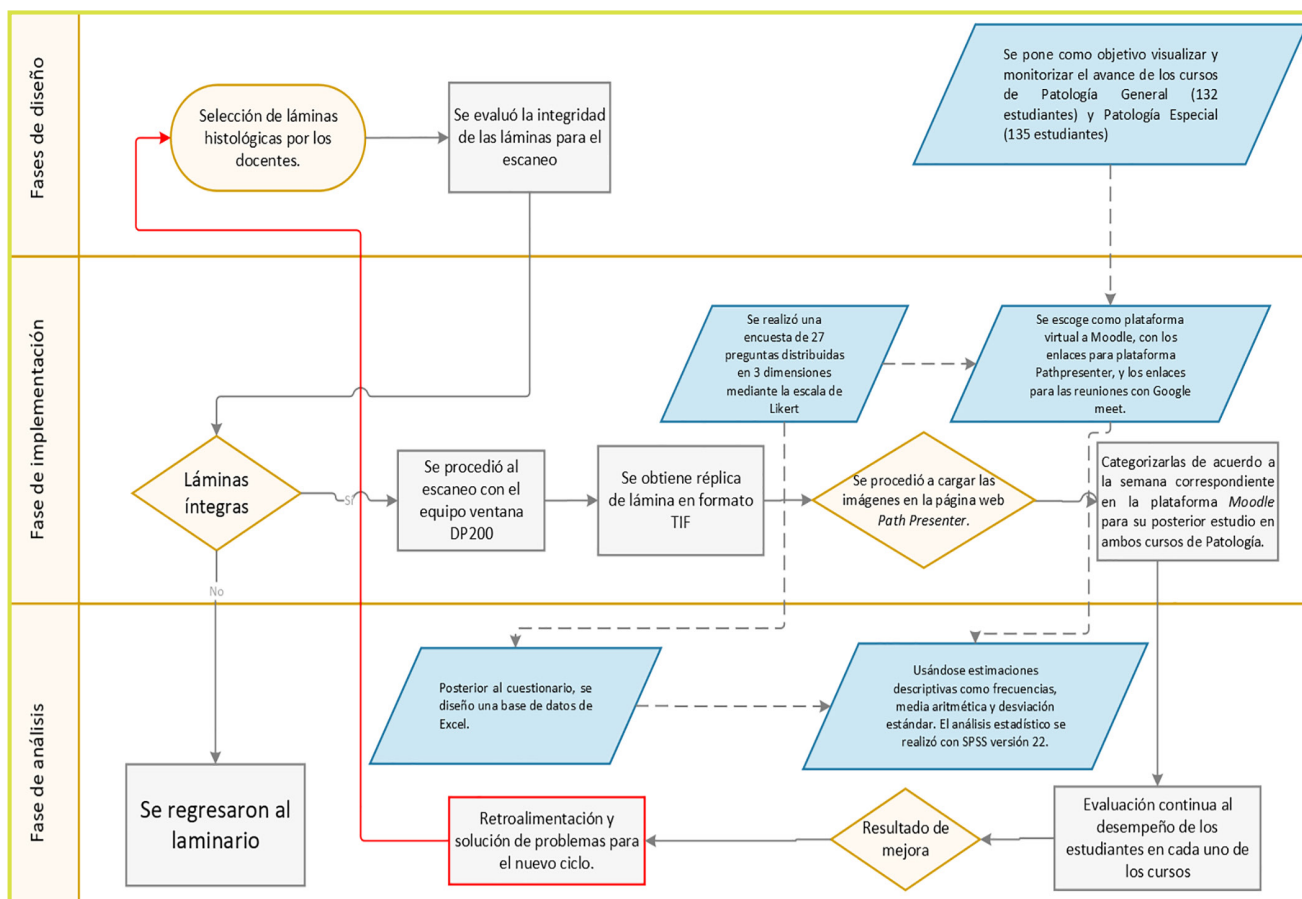 Fases de diseño
Selección de láminas
histológicas por los
docentes.
Se evaluó la integridad
de las láminas para el
escaneo
Se pone como objetivo visualizar y
monitorizar el avance de los cursos
de Patología General (132
estudiantes) y Patología Especial
(135 estudiantes)
Fase de implementación
Se realizó una
encuesta de 27
preguntas distribuidas
en 3 dimensiones
mediante la escala de
Likert
Se escoge como plataforma
virtual a Moodle, con los
enlaces para plataforma
Pathpresenter, y los enlaces
para las reuniones con Google
meet.
Láminas
íntegras
Sí
No
Se procedió al
escaneo con el
equipo ventana
DP200
Se obtiene réplica
de lámina en formato
TIF
Se procedió a cargar las
imágenes en la página web
Path Presenter.
Categorizarlas de acuerdo a
la semana correspondiente
en la plataforma Moodle
para su posterior estudio en
ambos cursos de Patología.
Fase de análisis
Posterior al cuestionario, se
diseño una base de datos de
Excel.
Usándose estimaciones
descriptivas como frecuencias,
media aritmética y desviación
estándar. El análisis estadístico se
realizó con SPSS versión 22.
Se regresaron al
laminario
Retroalimentación y
solución de problemas para
el nuevo ciclo.
Resultado de
mejora
Evaluación continua al
desempeño de los
estudiantes en cada uno de
los cursos